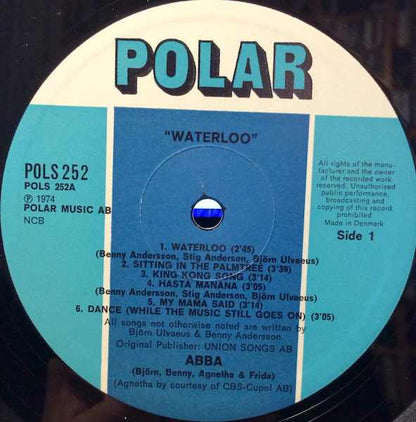 POLAR
"WATERLOO"
POLS 252
POLS 252A
Ⓟ 1974
POLAR MUSIC AB
NCB
All rights of the manu-
facturer and the owner
of the recorded work
reserved. Unauthorised
public performance,
broadcasting and
copying of this record
prohibited
Made in Denmark
Side 1
1. WATERLOO (2'45)
(Benny Andersson, Stig Anderson, Björn Ulvaeus)
2. SITTING IN THE PALMTREE (3'39)
3. KING-KONG SONG (3'14)
4. HASTA MAÑANA (3'05)
(Benny Andersson, Stig Anderson, Björn Ulvaeus)
5. MY MAMA SAID (3'14)
6. DANCE (WHILE THE MUSIC STILL GOES ON) (3'05)
All songs not otherwise noted are written by
Björn Ulvaeus & Benny Andersson
Original Publisher: UNION SONGS AB
ABBA
(Björn, Benny, Agnetha & Frida)
(Agnetha by courtesy of CBS-Cupol AB)